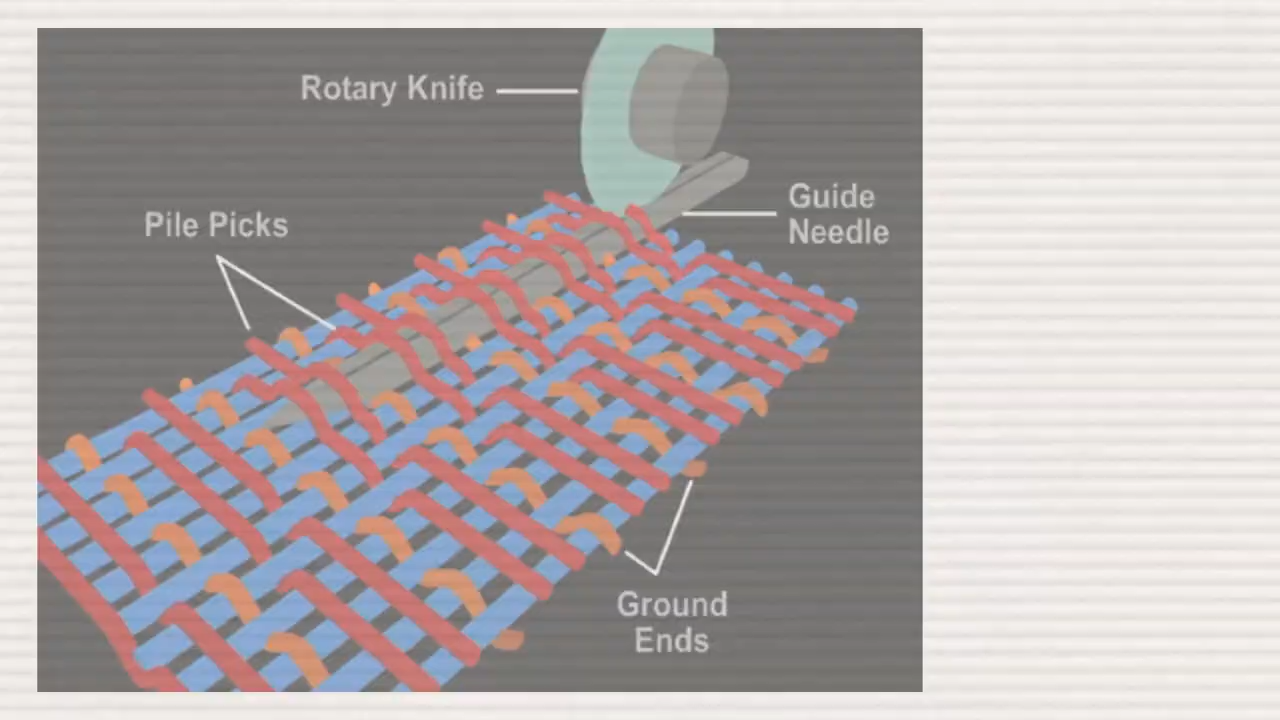 Rotary Knife
Guide
Needle
Pile Picks
Ground
Ends